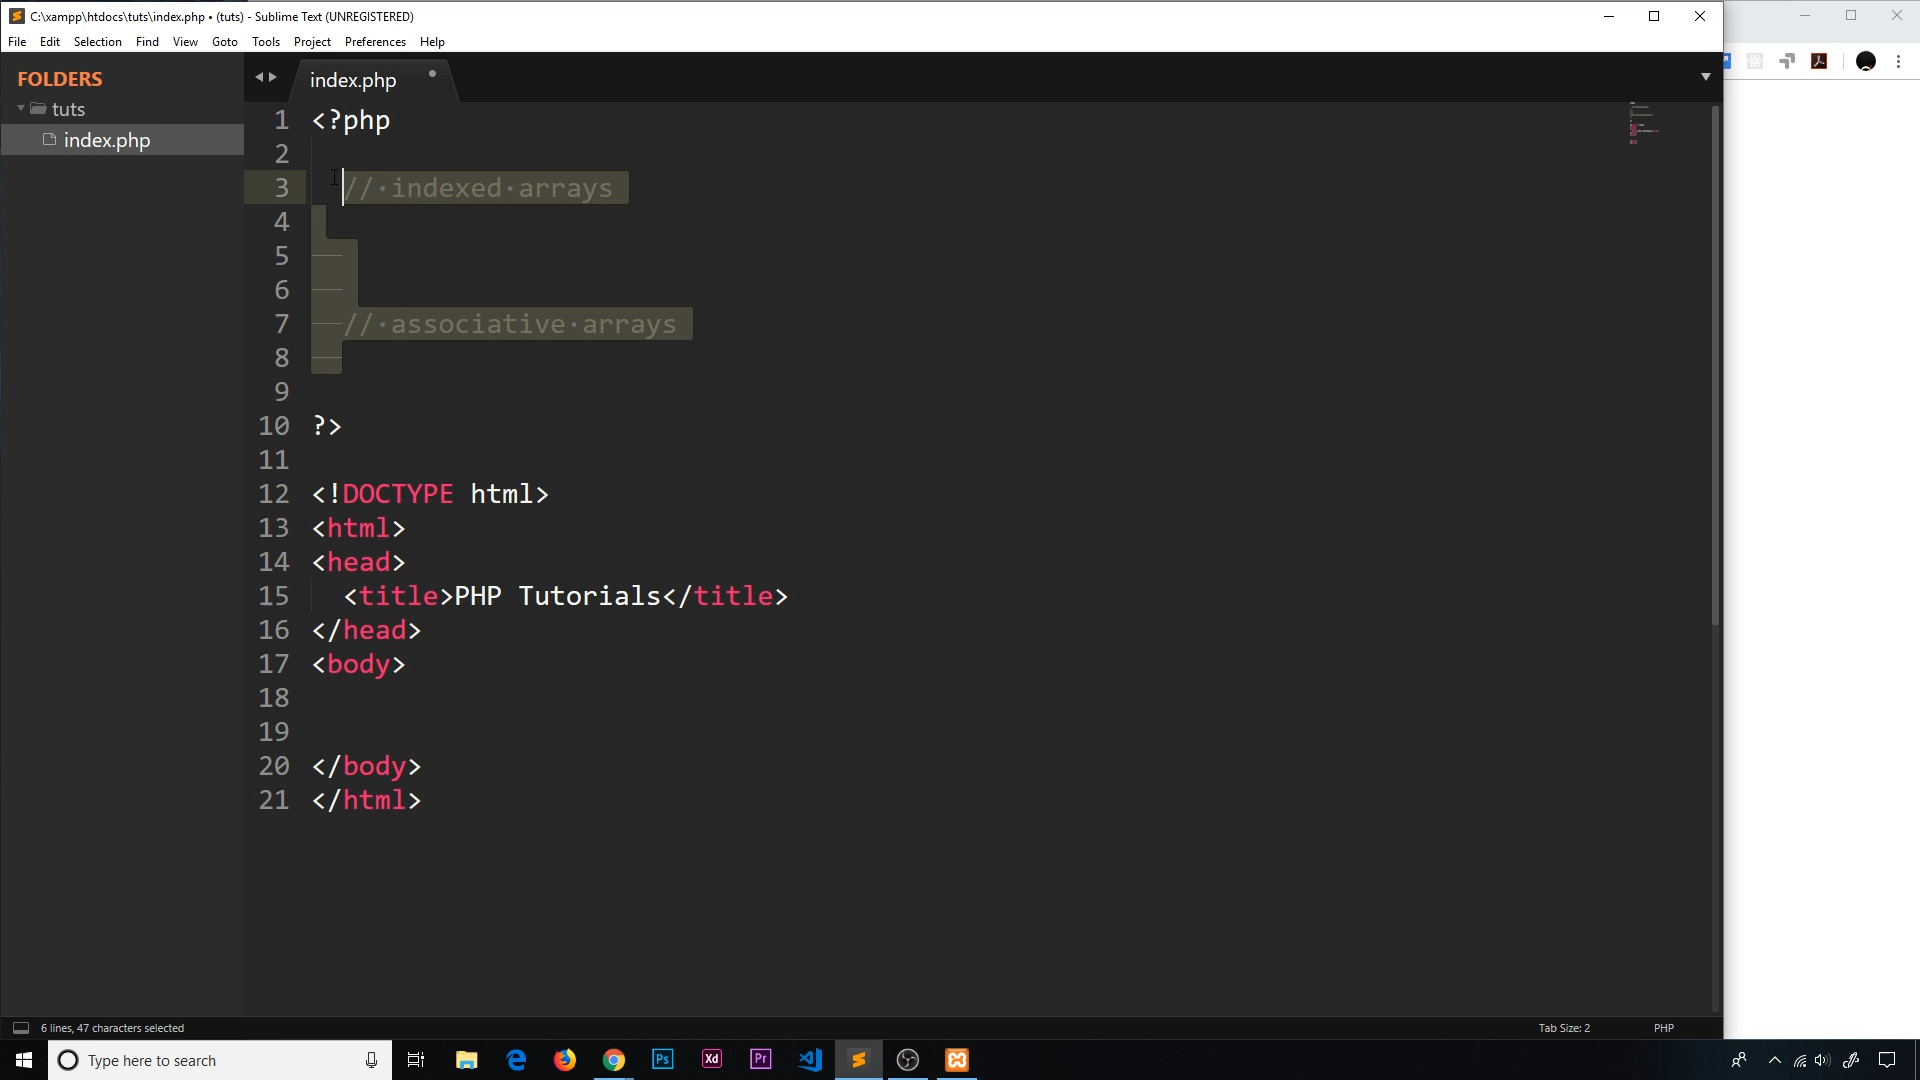 C:\xampp\htdocs\tuts\index.php • (tuts) - Sublime Text (UNREGISTERED)
File Edit Selection Find View Goto Tools Project Preferences Help
FOLDERS
tuts
index.php
index.php
1 <?php
2
3 // indexed arrays
4
5
6
7 // associative arrays
8
9
10 ?>
11
12 <!DOCTYPE html>
13 <html>
14 <head>
15 <title>PHP Tutorials</title>
16 </head>
17 <body>
18
19
20 </body>
21 </html>
6 lines, 47 characters selected
Tab Size: 2
PHP
Type here to search
Ps
Xd
Pr